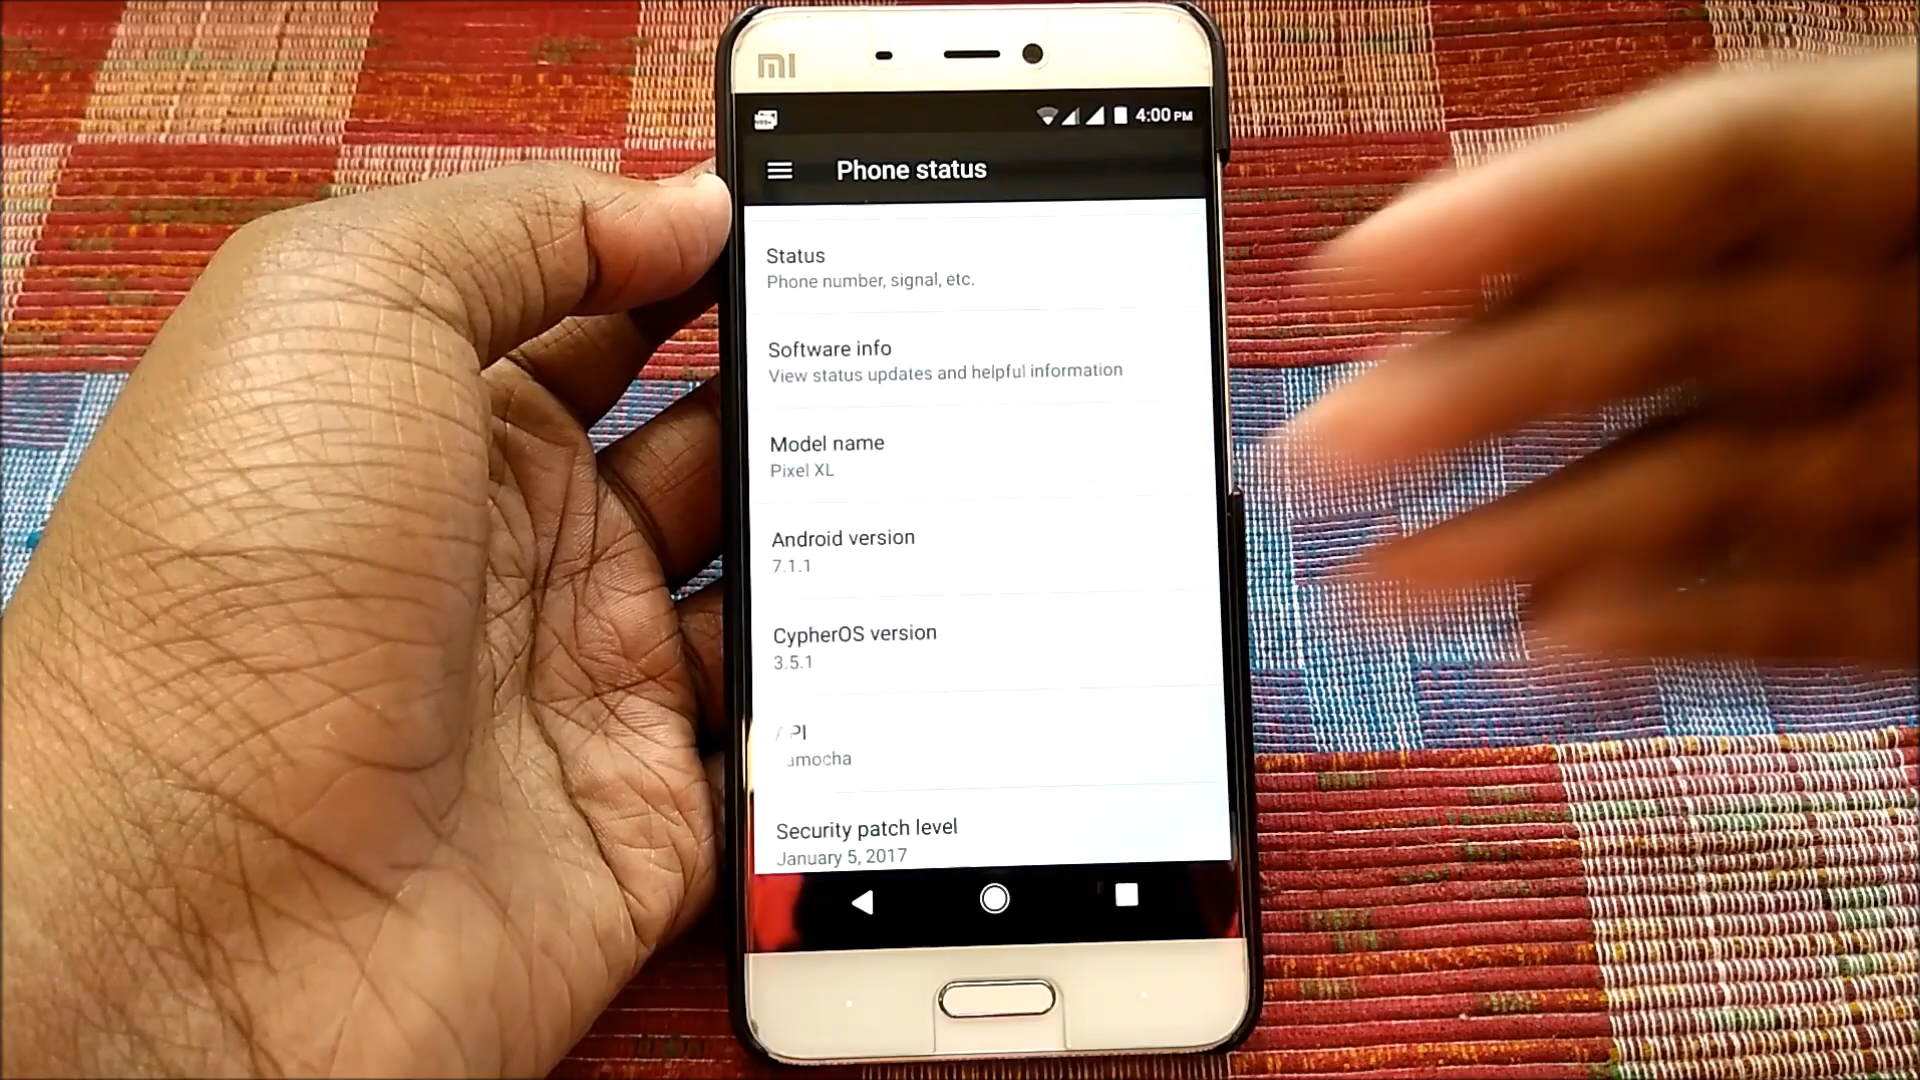 MI
4:00 PM
Phone status
Status
Phone number, signal, etc.
Software info
View status updates and helpful information
Model name
Pixel XL
Android version
7.1.1
CypherOS version
3.5.1
Security patch level
January 5, 2017